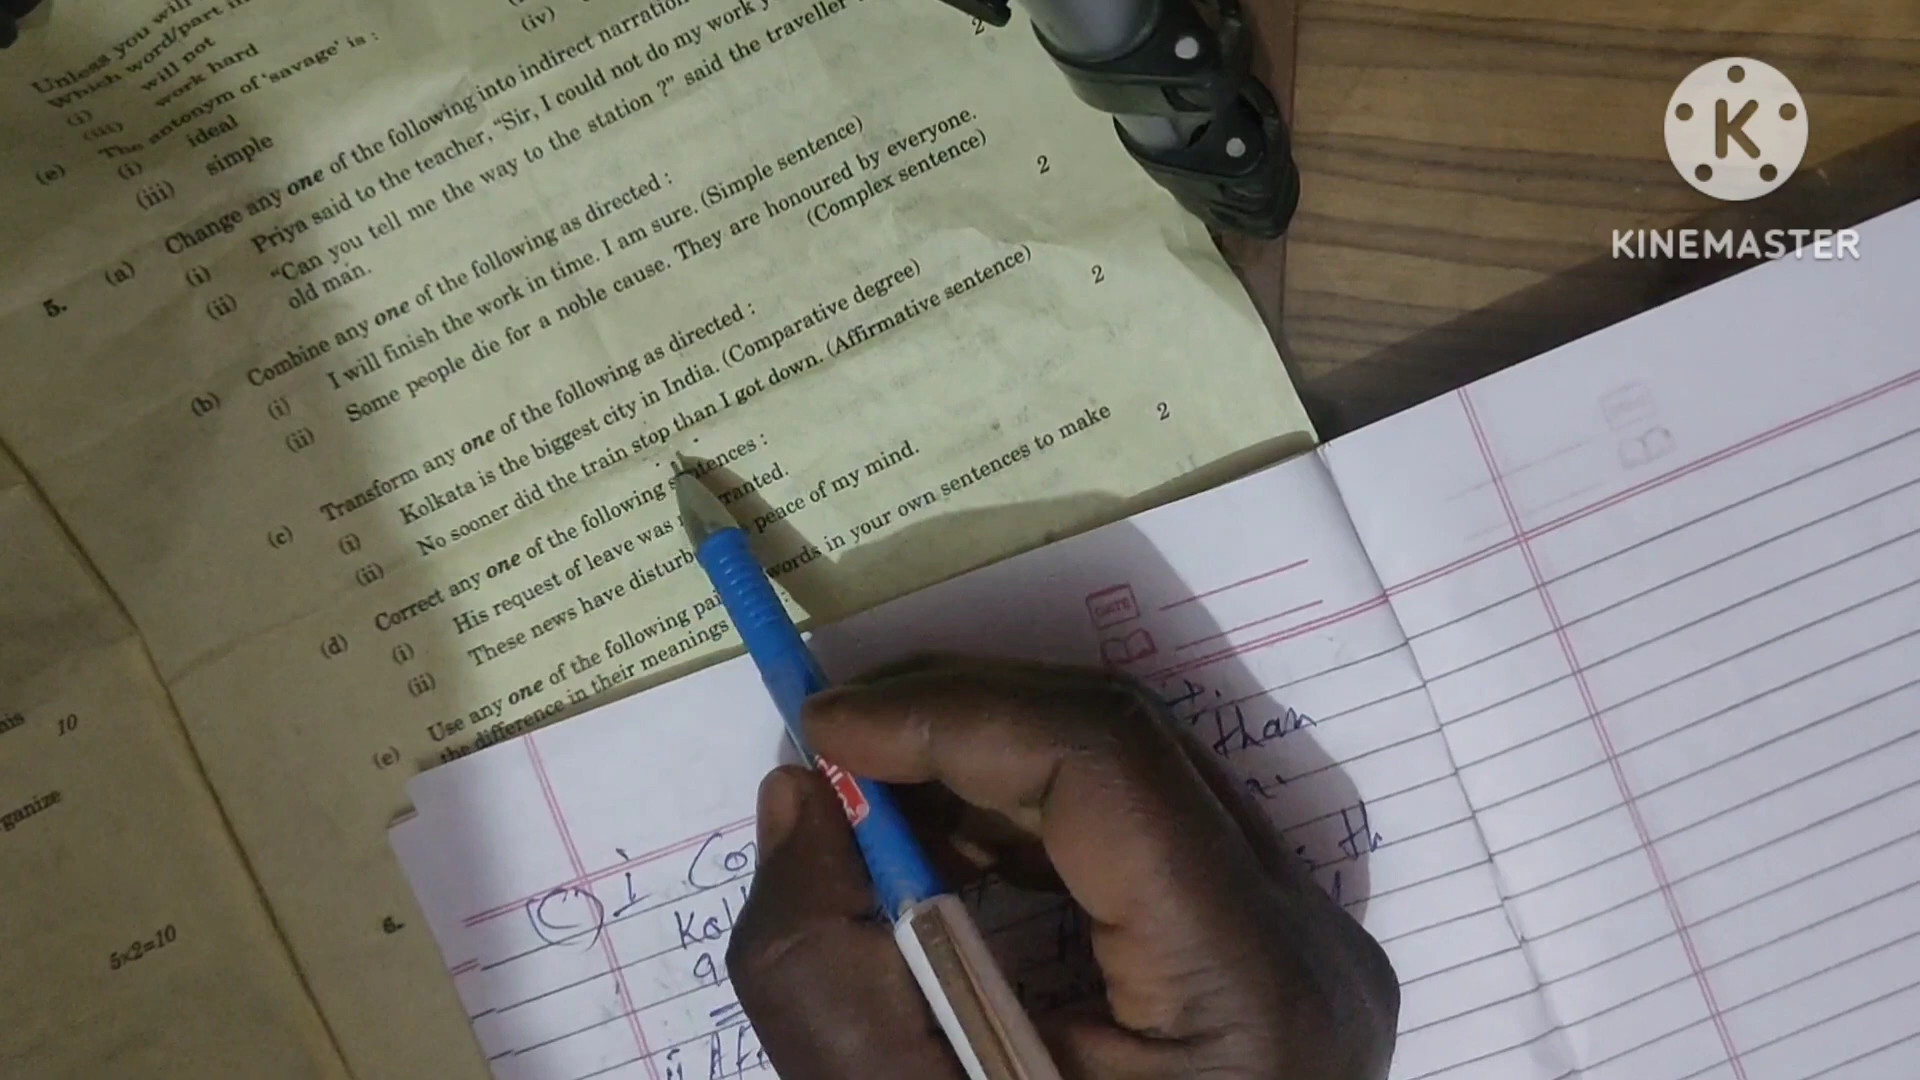 Unless you will
Which word/part in
(i) will not
(iii) work hard
(iv)
(e) The antonym of 'savage' is :
(i) ideal
(iii) simple
5. (a) Change any one of the following into indirect narration
(i) Priya said to the teacher, "Sir, I could not do my work
(ii) "Can you tell me the way to the station ?" said the traveller
old man.
2
(b) Combine any one of the following as directed :
(i) I will finish the work in time. I am sure. (Simple sentence)
(ii) Some people die for a noble cause. They are honoured by everyone.
(Complex sentence)
2
(c) Transform any one of the following as directed :
(i) Kolkata is the biggest city in India. (Comparative degree)
(ii) No sooner did the train stop than I got down. (Affirmative sentence)
2
(d) Correct any one of the following sentences :
(i) His request of leave was ranted.
(ii) These news have disturb peace of my mind.
2
(e) Use any one of the following pai words in your own sentences to make
the difference in their meanings
6.
10
ganize
5×2=10
K
KINEMASTER
DATE
than
(C) i Co
Kol
ii Af